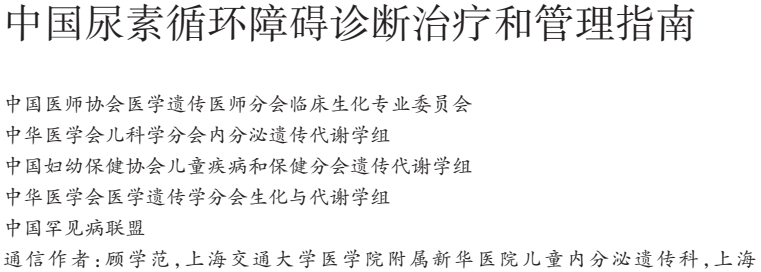 中国尿素循环障碍诊断治疗和管理指南
中国医师协会医学遗传医师分会临床生化专业委员会
中华医学会儿科学分会内分泌遗传代谢学组
中国妇幼保健协会儿童疾病和保健分会遗传代谢学组
中华医学会医学遗传学分会生化与代谢学组
中国罕见病联盟
通信作者:顾学范,上海交通大学医学院附属新华医院儿童内分泌遗传科,上海